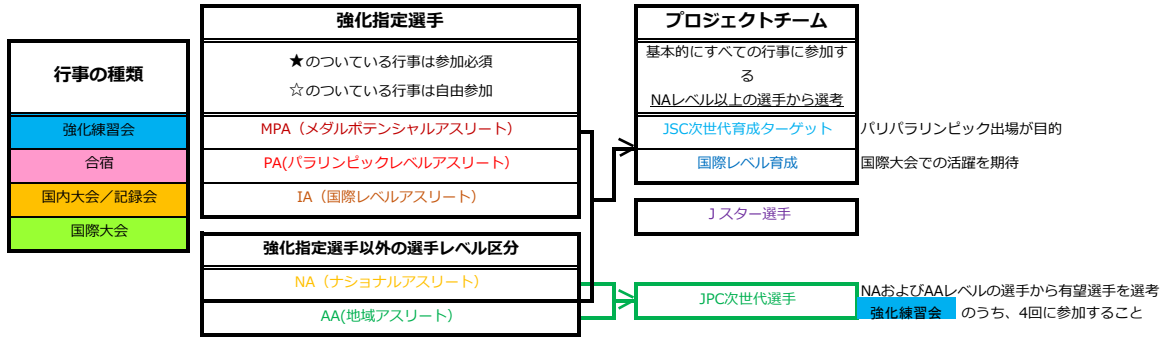 行事の種類
強化練習会
合宿
国内大会／記録会
国際大会
強化指定選手
★のついている行事は参加必須
☆のついている行事は自由参加
MPA（メダルポテンシャルアスリート）
PA(パラリンピックレベルアスリート）
IA（国際レベルアスリート）
強化指定選手以外の選手レベル区分
NA（ナショナルアスリート）
AA(地域アスリート）
プロジェクトチーム
基本的にすべての行事に参加す
る
NAレベル以上の選手から選考
JSC次世代育成ターゲット
国際レベル育成
Ｊスター選手
JPC次世代選手
パリパラリンピック出場が目的
国際大会での活躍を期待
NAおよびAAレベルの選手から有望選手を選考
強化練習会 のうち、4回に参加すること